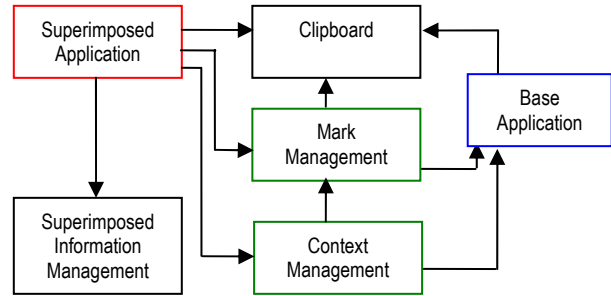 Superimposed
Application
Clipboard
Base
Application
Mark
Management
Superimposed
Information
Management
Context
Management